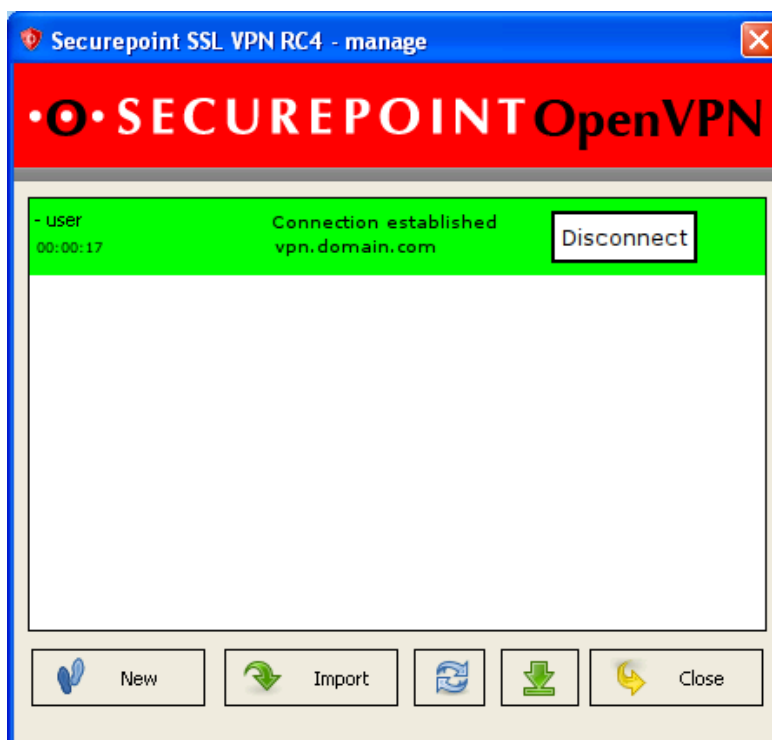 Securepoint SSL VPN RC4 - manage
SECUREPOINT OpenVPN
- user
Connection established
00:00:17
vpn.domain.com
Disconnect
New
Import
Close